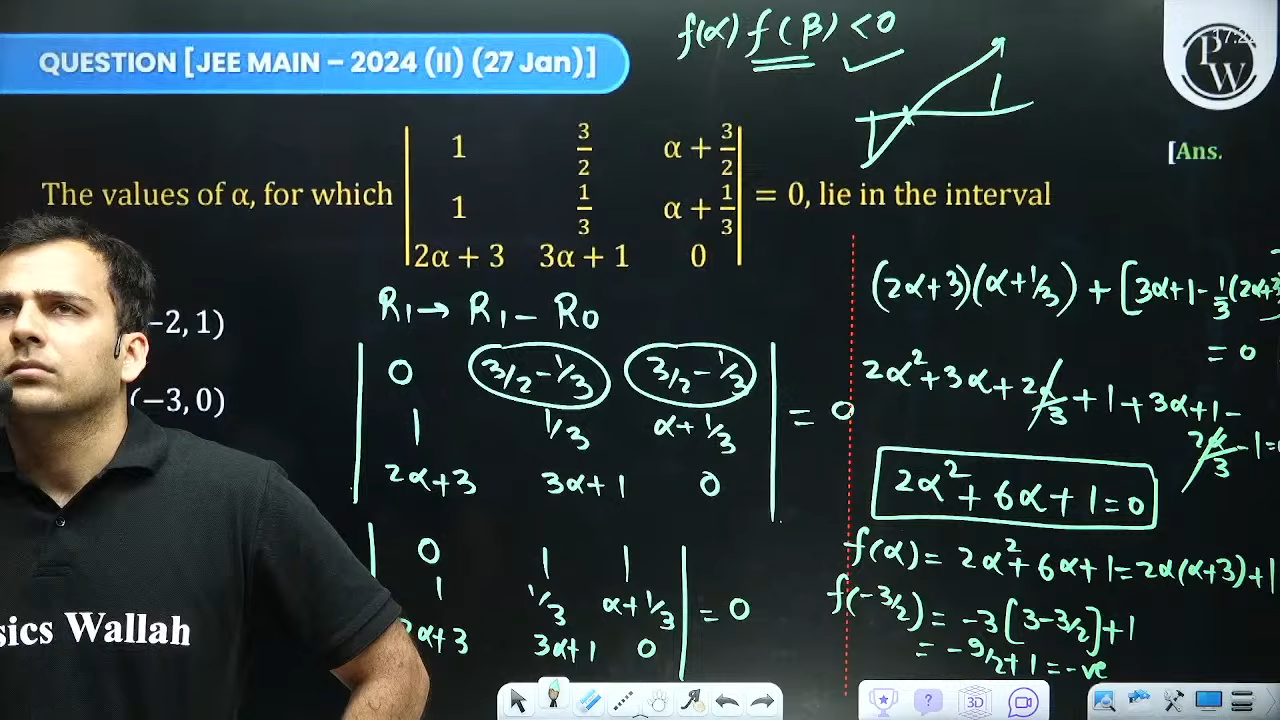 f(α) f(β) < 0
QUESTION [JEE MAIN – 2024 (II) (27 Jan)]
PW
17:22
[Ans.
1 3/2 α + 3/2
The values of α, for which 1 1/3 α + 1/3 = 0, lie in the interval
2α + 3 3α + 1 0
-2, 1)
(−3, 0)
R₁ → R₁ – R₀
0 3/2 – 1/3 3/2 – 1/3
1 1/3 α + 1/3 = 0
2α+3 3α+1 0
0 1 1
1 1/3 α+1/3 = 0
2α+3 3α+1 0
(2α+3)(α+1/3) + [3α+1-1/3(2α+3
= 0
2α² + 3α + 2α/3 + 1 + 3α + 1 –
2α/3 - 1 =
2α² + 6α + 1 = 0
f(α) = 2α² + 6α + 1 = 2α(α+3) + 1
f(-3/2) = -3[3-3/2] + 1
= -9/2 + 1 = -ve
sics Wallah
?
3D